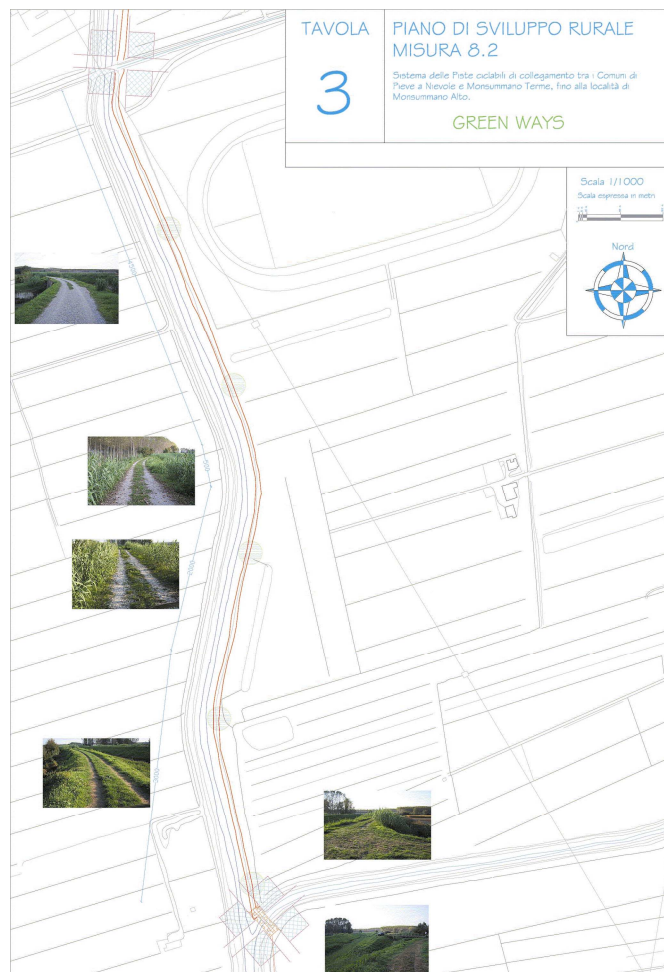 TAVOLA
3
PIANO DI SVILUPPO RURALE
MISURA 8.2
Sistema delle Piste ciclabili di collegamento tra i Comuni di
Pieve a Nievole e Monsummano Terme, fino alla località di
Monsummano Alto.
GREEN WAYS
Scala 1/1000
Scala espressa in metri
Nord